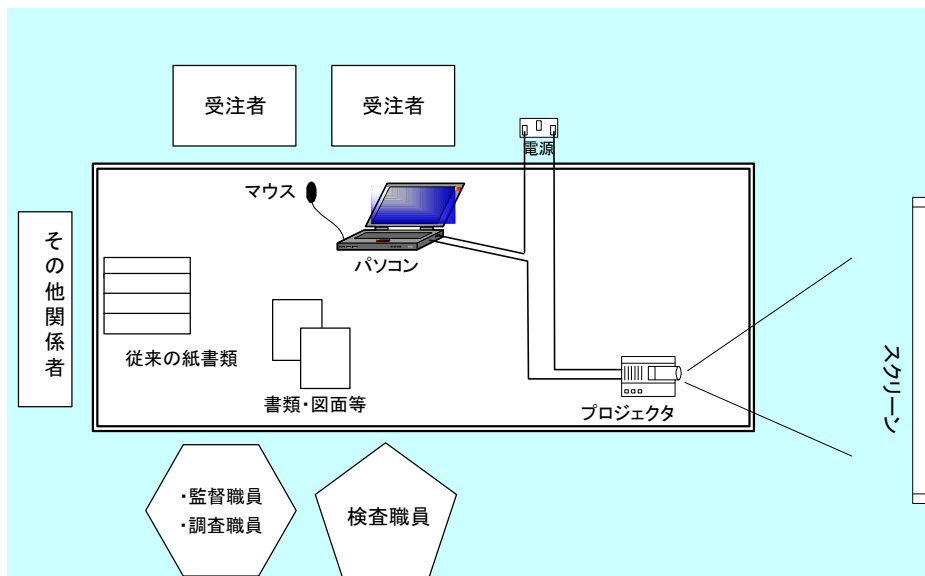 受注者
受注者
電源
マウス
パソコン
その他関係者
従来の紙書類
書類・図面等
プロジェクタ
スクリーン
・監督職員
・調査職員
検査職員